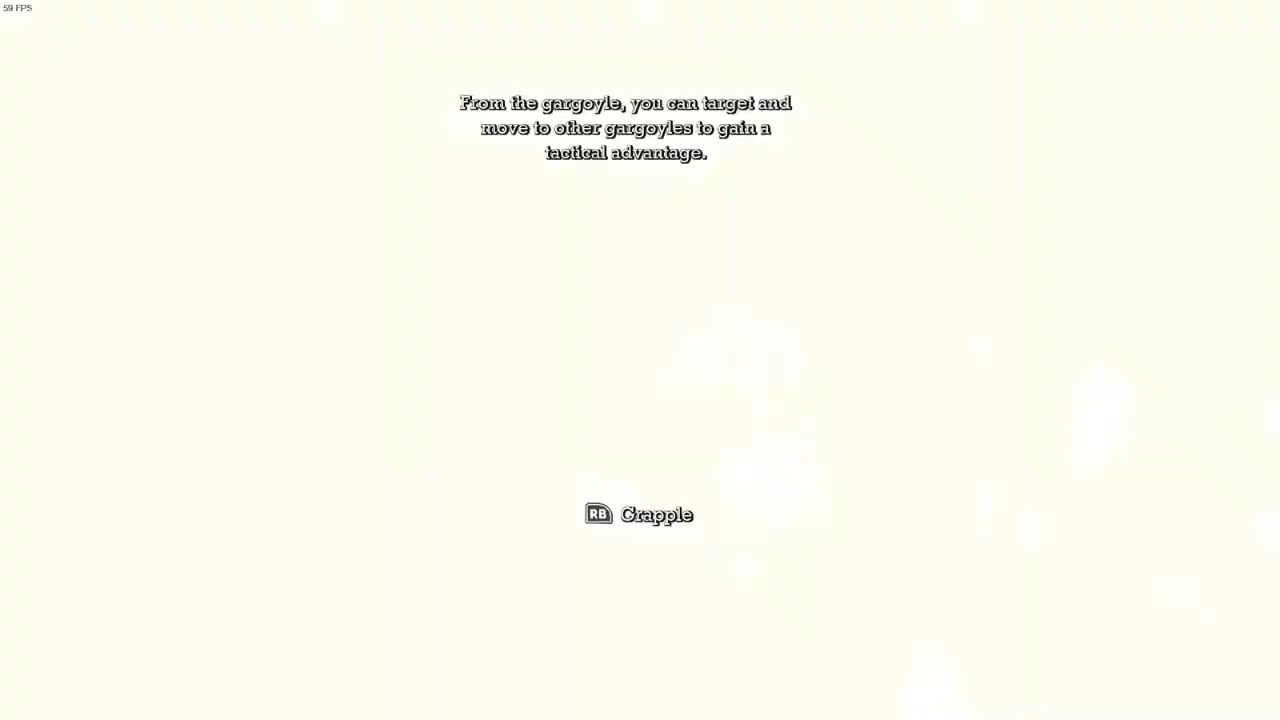 59 FPS
From the gargoyle, you can target and
move to other gargoyles to gain a
tactical advantage.
RB Grapple